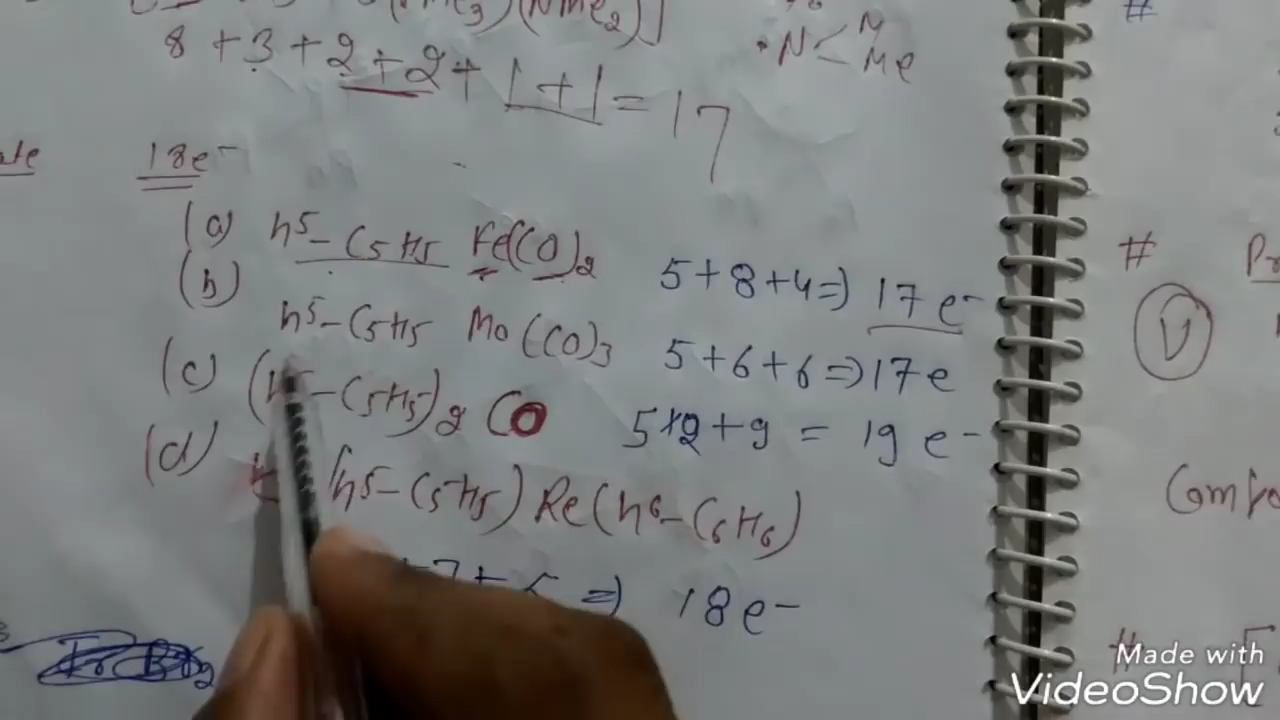 8 + 3 + 2 + 2 + 1 + 1 = 17
• N < Me
18e⁻
#
(a) h⁵ - C₅H₅ Fe(CO)₂ 5 + 8 + 4 ⇒ 17 e⁻
(b) h⁵ - C₅H₅ Mo(CO)₃ 5 + 6 + 6 ⇒ 17 e
(c) (h⁵ - C₅H₅)₂ CO 5×2 + 9 = 19 e⁻
(d) (h⁵ - C₅H₅) Re (h⁶ - C₆H₆)
⇒ 18 e⁻
#
V
#
Made with
VideoShow